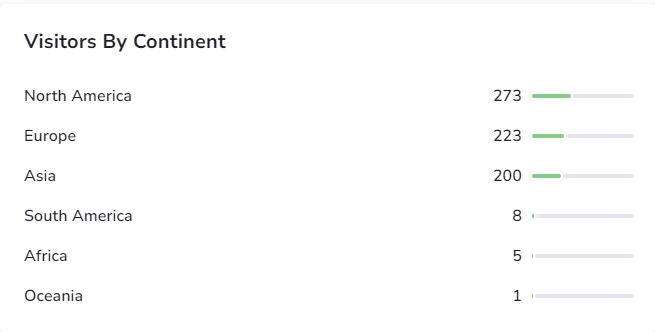 Visitors By Continent
North America 273
Europe 223
Asia 200
South America 8
Africa 5
Oceania 1